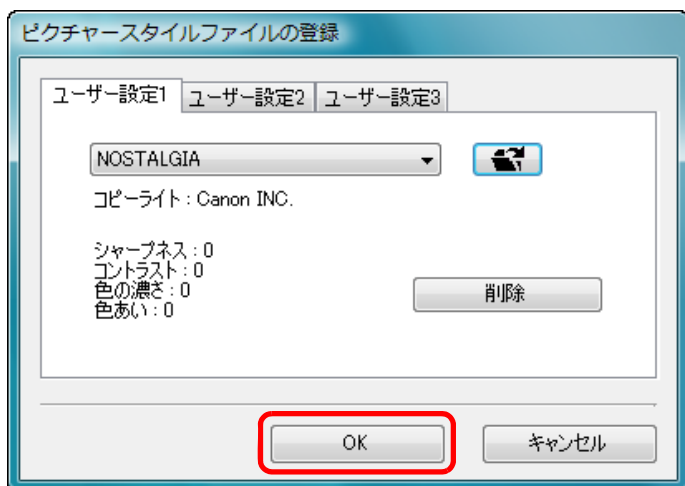 ピクチャースタイルファイルの登録
ユーザー設定1 ユーザー設定2 ユーザー設定3
NOSTALGIA
コピーライト : Canon INC.
シャープネス : 0
コントラスト : 0
色の濃さ : 0
色あい : 0
削除
OK キャンセル